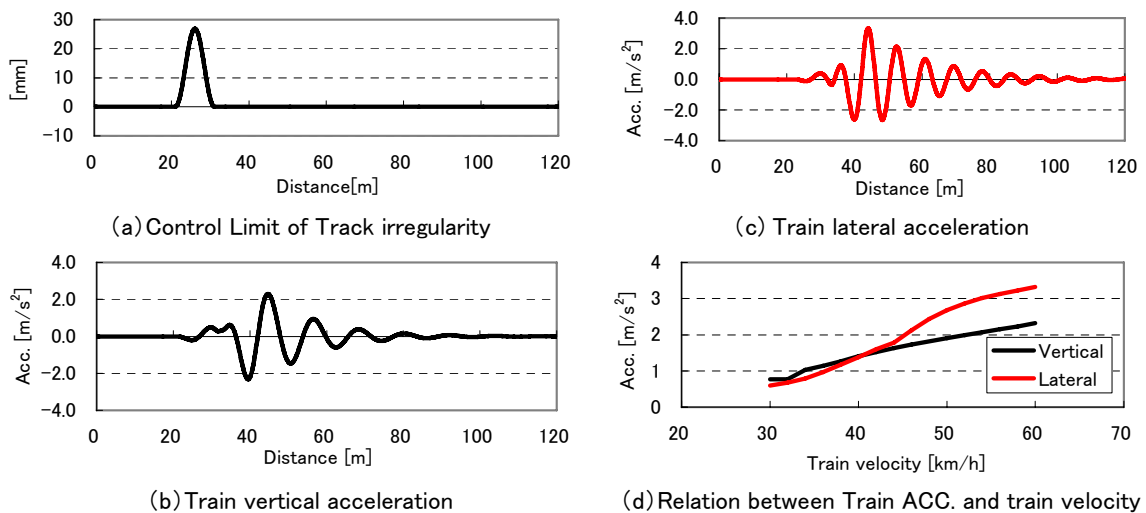 30
20
10
0
-10
[mm]
0 20 40 60 80 100 120
Distance[m]
(a)Control Limit of Track irregularity
4.0
2.0
0.0
-2.0
-4.0
Acc. [m/s²]
0 20 40 60 80 100 120
Distance [m]
(b)Train vertical acceleration
4.0
2.0
0.0
-2.0
-4.0
Acc. [m/s²]
0 20 40 60 80 100 120
Distance [m]
(c) Train lateral acceleration
4
3
2
1
0
Acc. [m/s²]
Vertical
Lateral
20 30 40 50 60 70
Train velocity [km/h]
(d)Relation between Train ACC. and train velocity